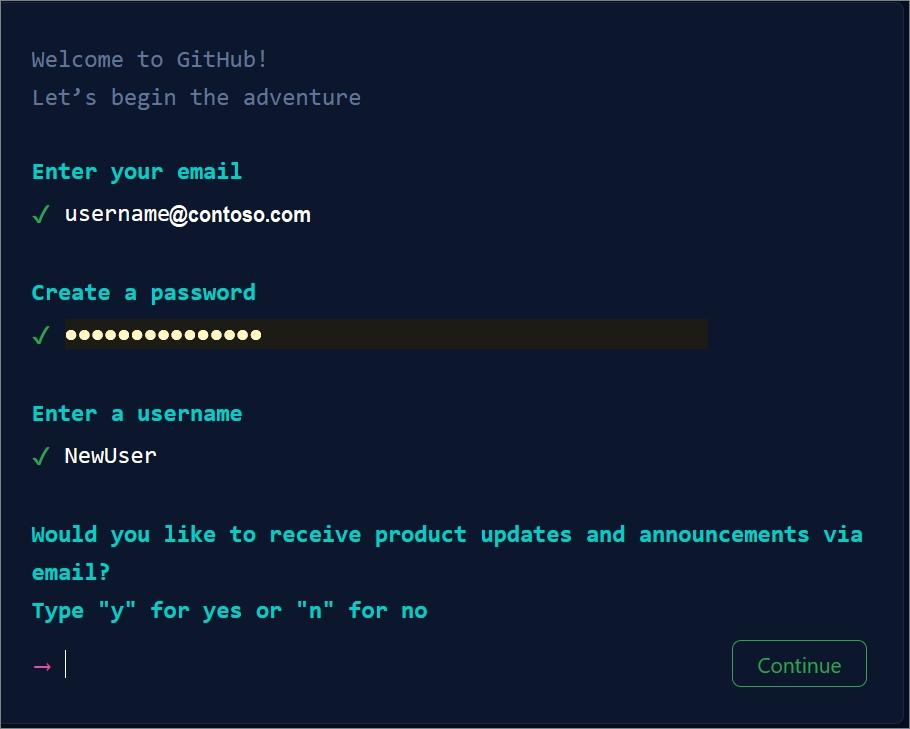 Welcome to GitHub!
Let’s begin the adventure
Enter your email
✓ username@contoso.com
Create a password
✓ ●●●●●●●●●●●●●●●
Enter a username
✓ NewUser
Would you like to receive product updates and announcements via
email?
Type "y" for yes or "n" for no
→
Continue